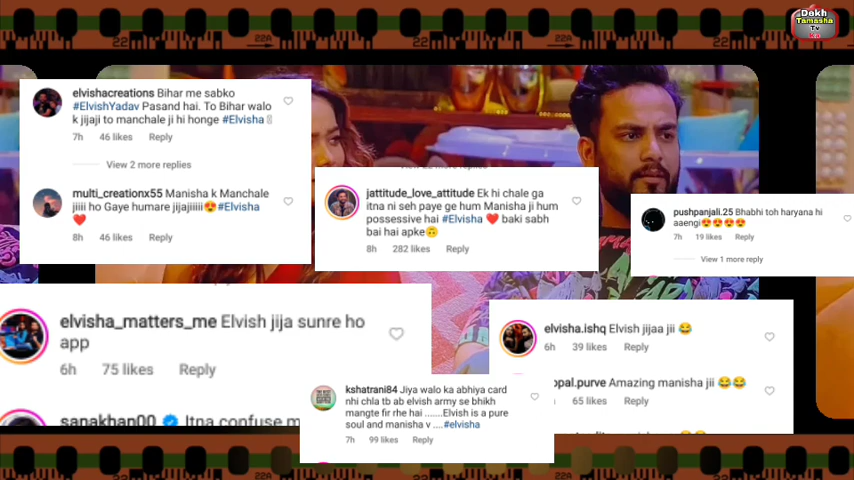 Dekh
Tamasha
Tv
22A
elvishacreations Bihar me sabko
#ElvishYadav Pasand hai. To Bihar walo
k jijaji to manchale ji hi honge #Elvisha
7h 46 likes Reply
View 2 more replies
multi_creationx55 Manisha k Manchale
jiiii ho Gaye humare jijajiiiiii😍#Elvisha
❤️
8h 46 likes Reply
jattitude_love_attitude Ek hi chale ga
itna ni seh paye ge hum Manisha ji hum
possessive hai #Elvisha ❤️ baki sabh
bai hai apke🙃
8h 282 likes Reply
pushpanjali.25 Bhabhi toh haryana hi
aaengi😍😍😍😍
7h 19 likes Reply
View 1 more reply
elvisha_matters_me Elvish jija sunre ho
app
6h 75 likes Reply
sanakhan00 Itna confuse m
elvisha.ishq Elvish jijaa jii 😂
6h 39 likes Reply
opal.purve Amazing manisha jii 😂😂
65 likes Reply
kshatrani84 Jiya walo ka abhiya card
nhi chla tb ab elvish army se bhikh
mangte fir rhe hai .......Elvish is a pure
soul and manisha v ....#elvisha
7h 99 likes Reply